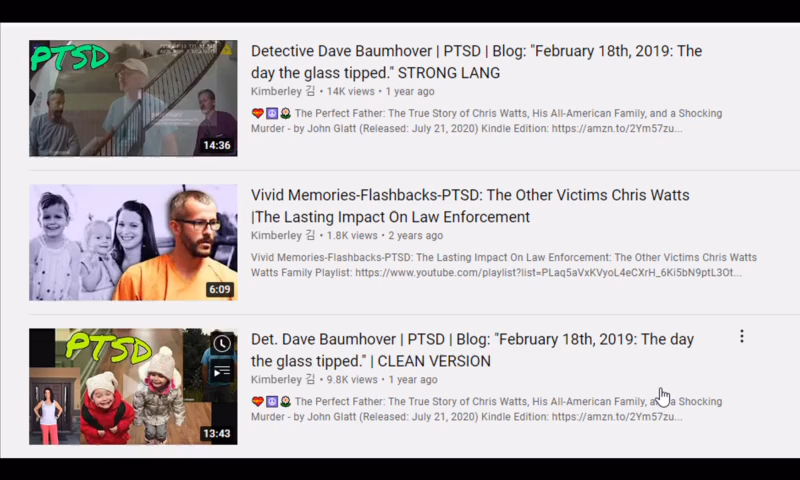 PTSD
14:36
Detective Dave Baumhover | PTSD | Blog: "February 18th, 2019: The
day the glass tipped." STRONG LANG
Kimberley 김 • 14K views • 1 year ago
The Perfect Father: The True Story of Chris Watts, His All-American Family, and a Shocking
Murder - by John Glatt (Released: July 21, 2020) Kindle Edition: https://amzn.to/2Ym57zu...
6:09
Vivid Memories-Flashbacks-PTSD: The Other Victims Chris Watts
|The Lasting Impact On Law Enforcement
Kimberley 김 • 1.8K views • 2 years ago
Vivid Memories-Flashbacks-PTSD: The Lasting Impact On Law Enforcement: The Other Victims Chris Watts
Watts Family Playlist: https://www.youtube.com/playlist?list=PLaq5aVxKVyoL4eCXrH_6Ki5bN9ptL3Ot...
PTSD
13:43
Det. Dave Baumhover | PTSD | Blog: "February 18th, 2019: The day
the glass tipped." | CLEAN VERSION
Kimberley 김 • 9.8K views • 1 year ago
The Perfect Father: The True Story of Chris Watts, His All-American Family, a Shocking
Murder - by John Glatt (Released: July 21, 2020) Kindle Edition: https://amzn.to/2Ym57zu...